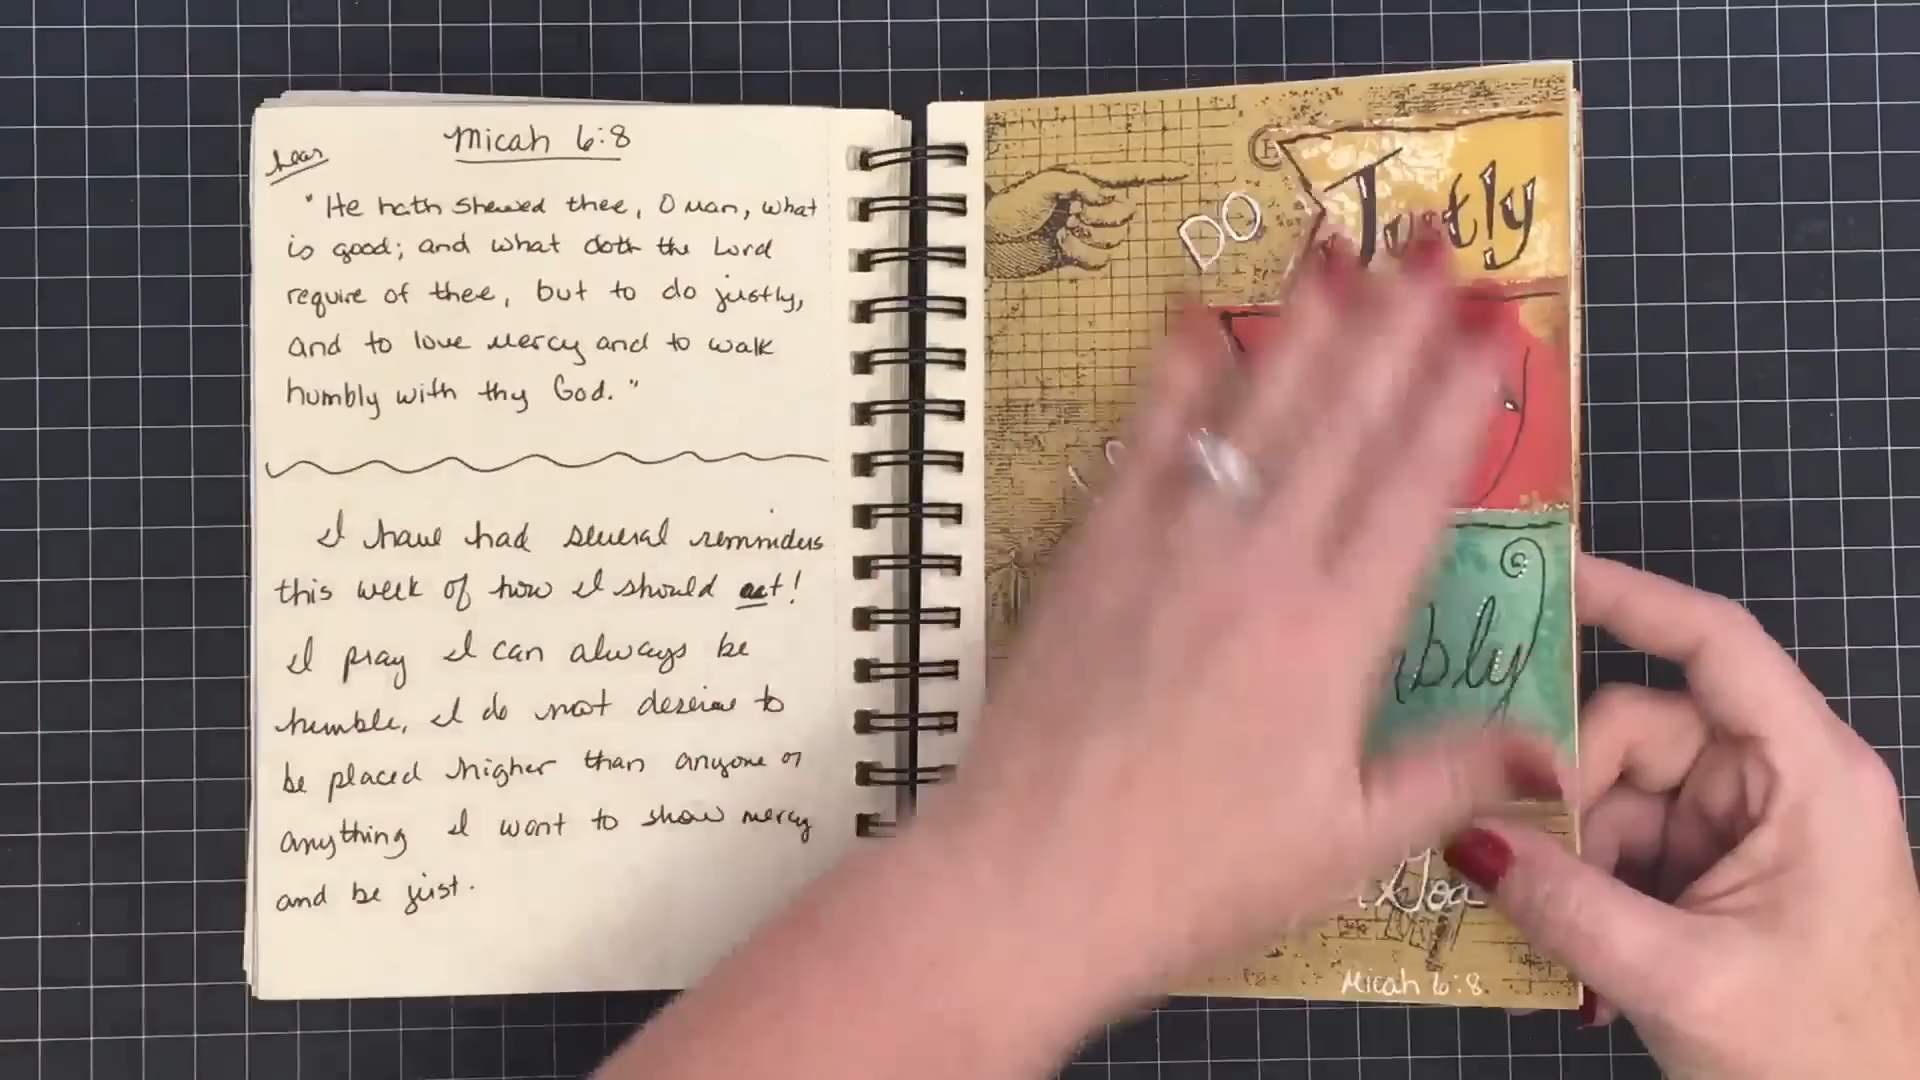 Micah 6:8
hear
"He hath shewed thee, O man, what
is good; and what doth the Lord
require of thee, but to do justly,
and to love mercy and to walk
humbly with thy God."
I have had several reminders
this week of how I should act!
I pray I can always be
humble, I do not deserve to
be placed higher than anyone or
anything I want to show mercy
and be just.
DO Justly
bly
Micah 6:8